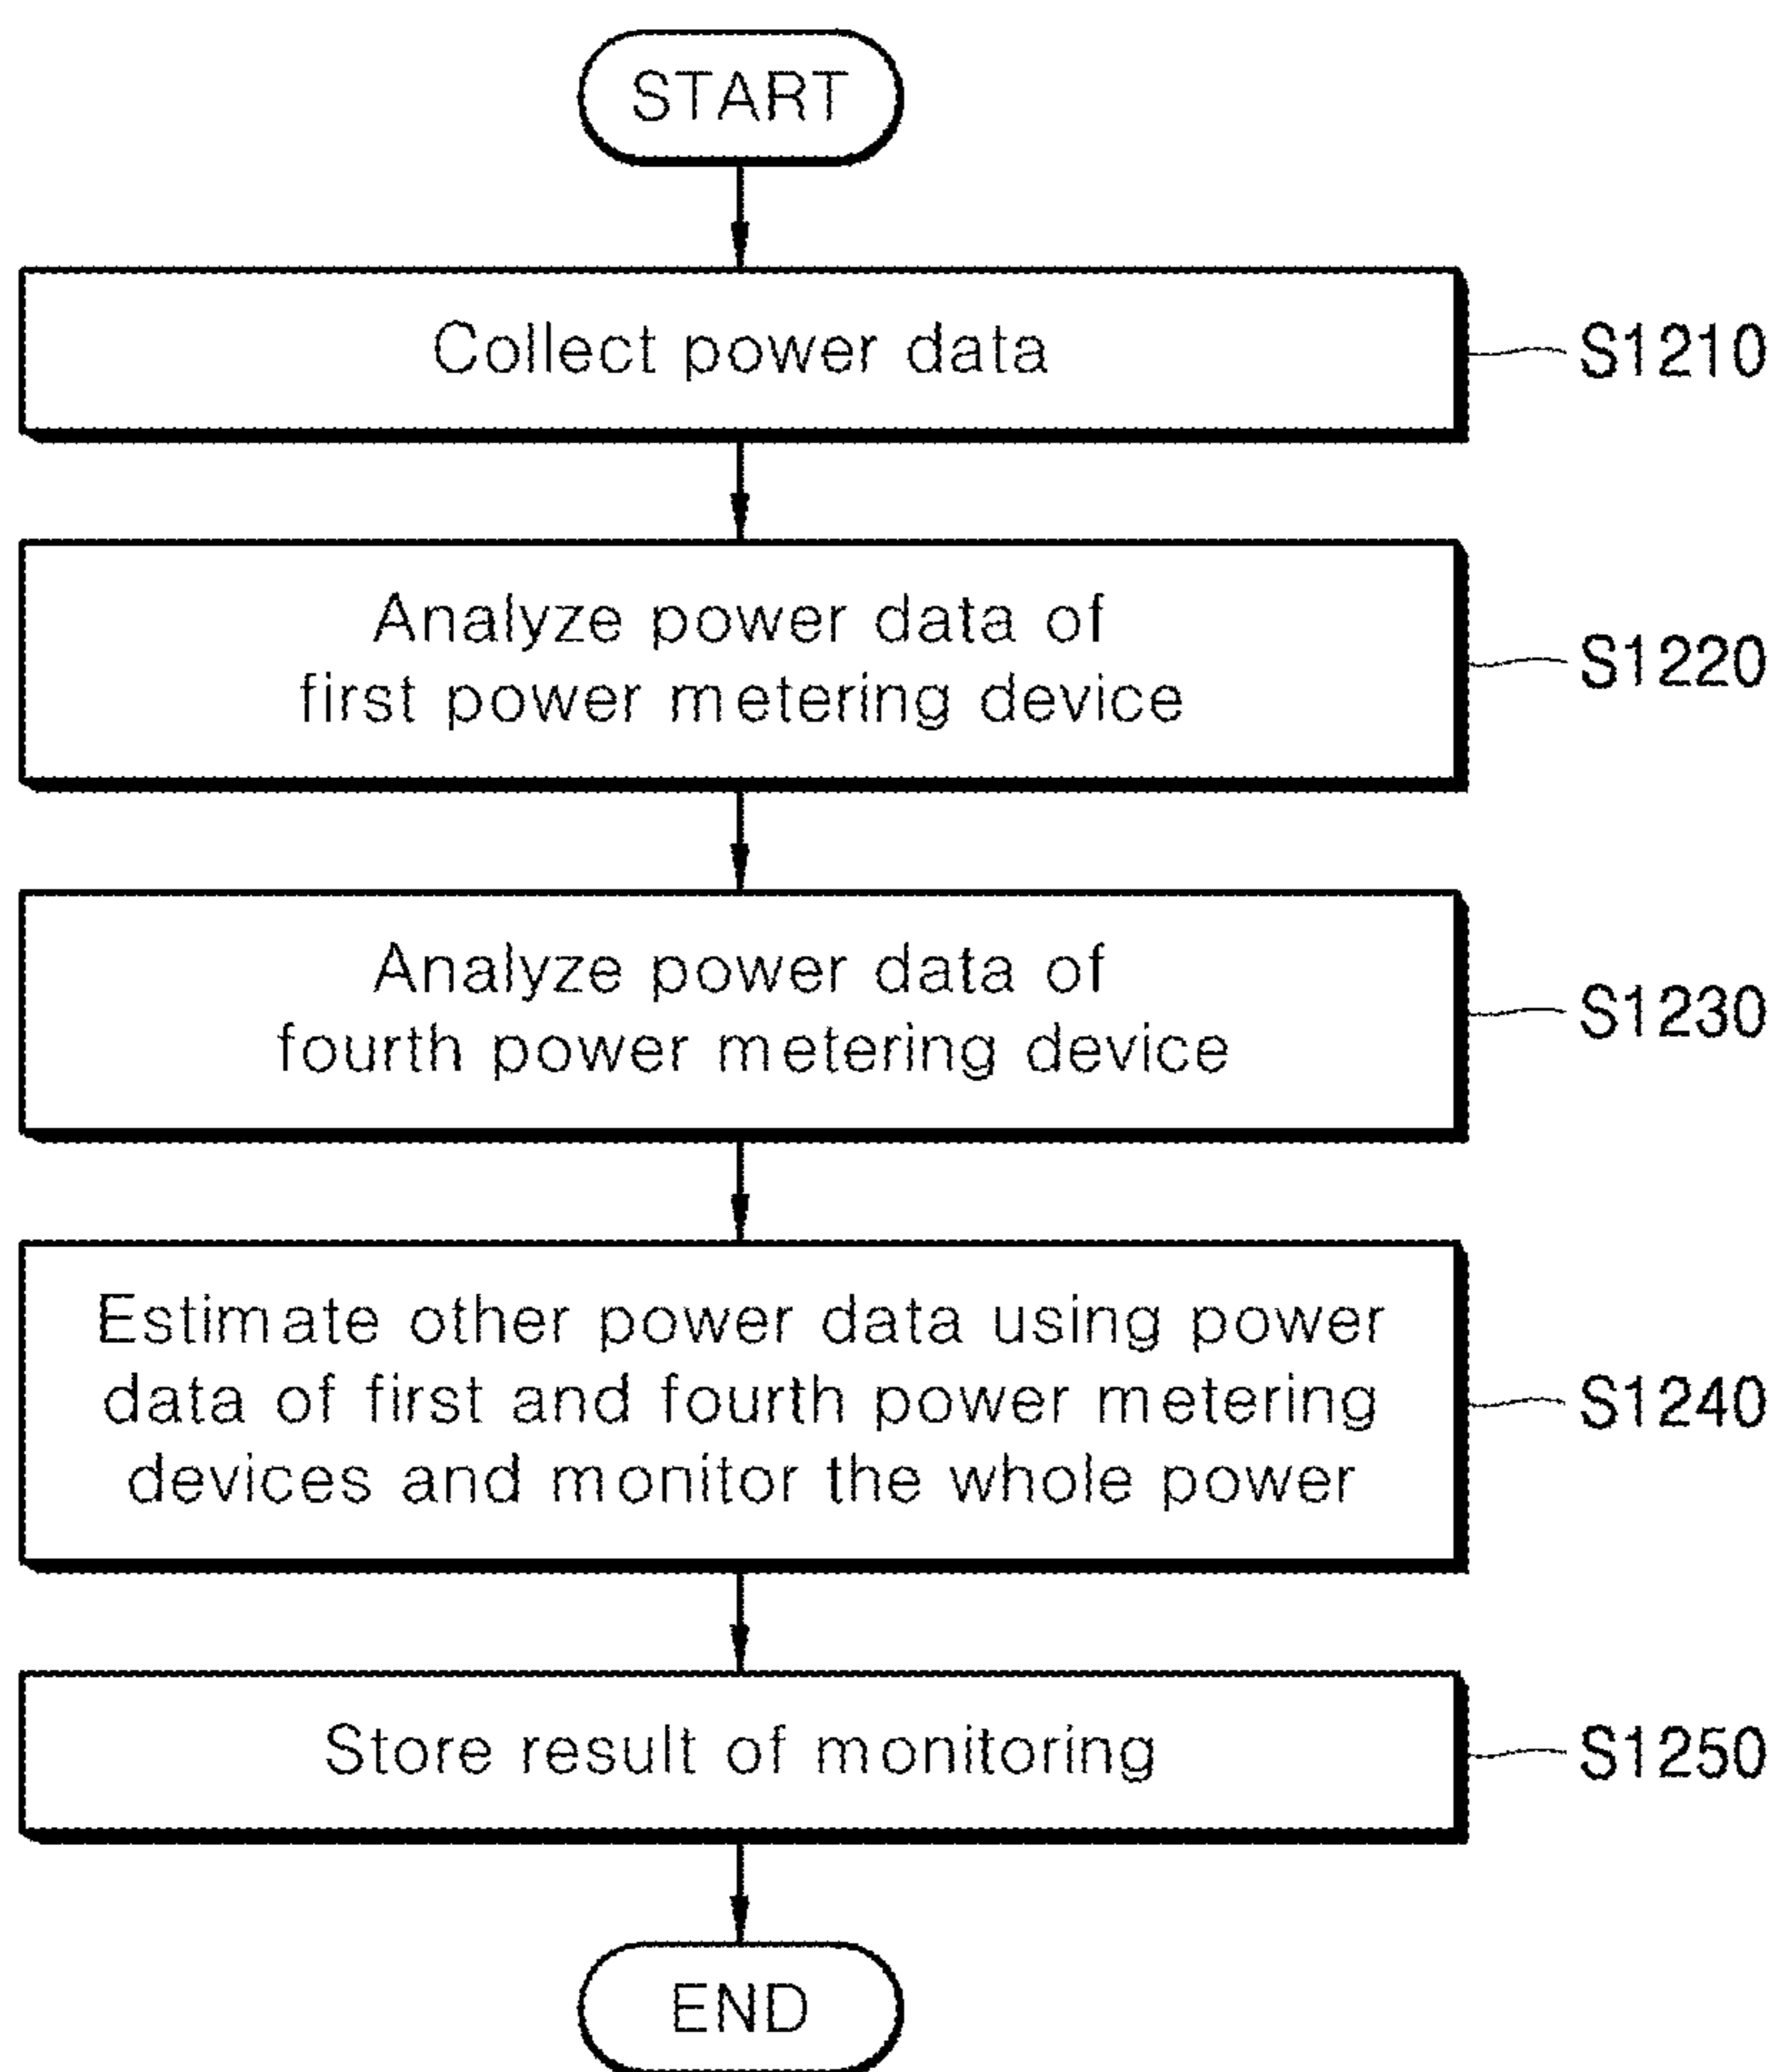 START
Collect power data
S1210
Analyze power data of
first power metering device
S1220
Analyze power data of
fourth power metering device
S1230
Estimate other power data using power
data of first and fourth power metering
devices and monitor the whole power
S1240
Store result of monitoring
S1250
END